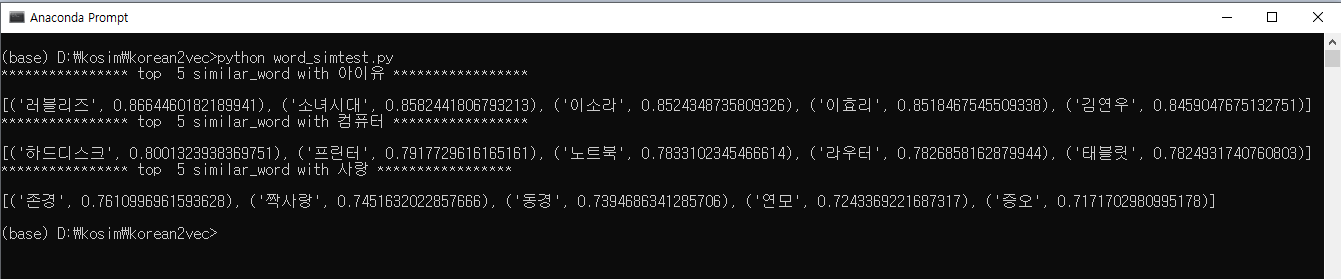 Anaconda Prompt
(base) D:₩kosim₩korean2vec>python word_simtest.py
**************** top  5 similar_word with 아이유 *****************
[('러블리즈', 0.8664460182189941), ('소녀시대', 0.8582441806793213), ('이소라', 0.8524348735809326), ('이효리', 0.8518467545509338), ('김연우', 0.8459047675132751)]
**************** top  5 similar_word with 컴퓨터 *****************
[('하드디스크', 0.8001323938369751), ('프린터', 0.7917729616165161), ('노트북', 0.7833102345466614), ('라우터', 0.7826858162879944), ('태블릿', 0.7824931740760803)]
**************** top  5 similar_word with 사랑 *****************
[('존경', 0.7610996961593628), ('짝사랑', 0.7451632022857666), ('동경', 0.7394686341285706), ('연모', 0.7243369221687317), ('증오', 0.7171702980995178)]
(base) D:₩kosim₩korean2vec>